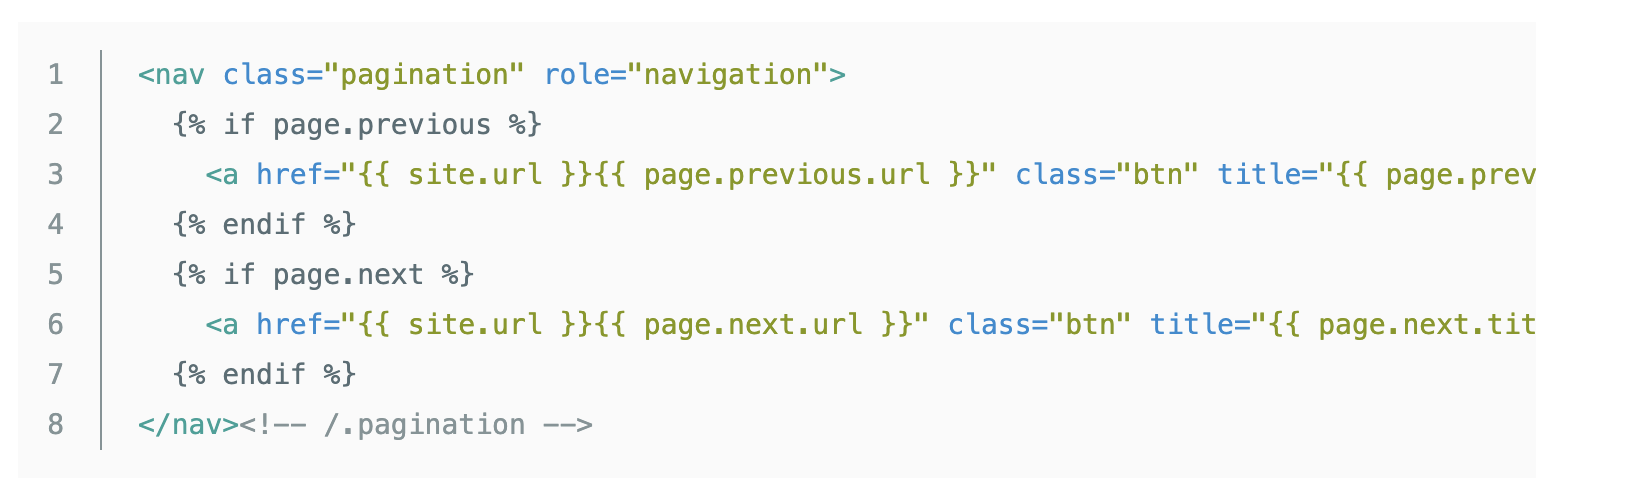 1 <nav class="pagination" role="navigation">
2 {% if page.previous %}
3 <a href="{{ site.url }}{{ page.previous.url }}" class="btn" title="{{ page.prev
4 {% endif %}
5 {% if page.next %}
6 <a href="{{ site.url }}{{ page.next.url }}" class="btn" title="{{ page.next.tit
7 {% endif %}
8 </nav><!-- /.pagination -->